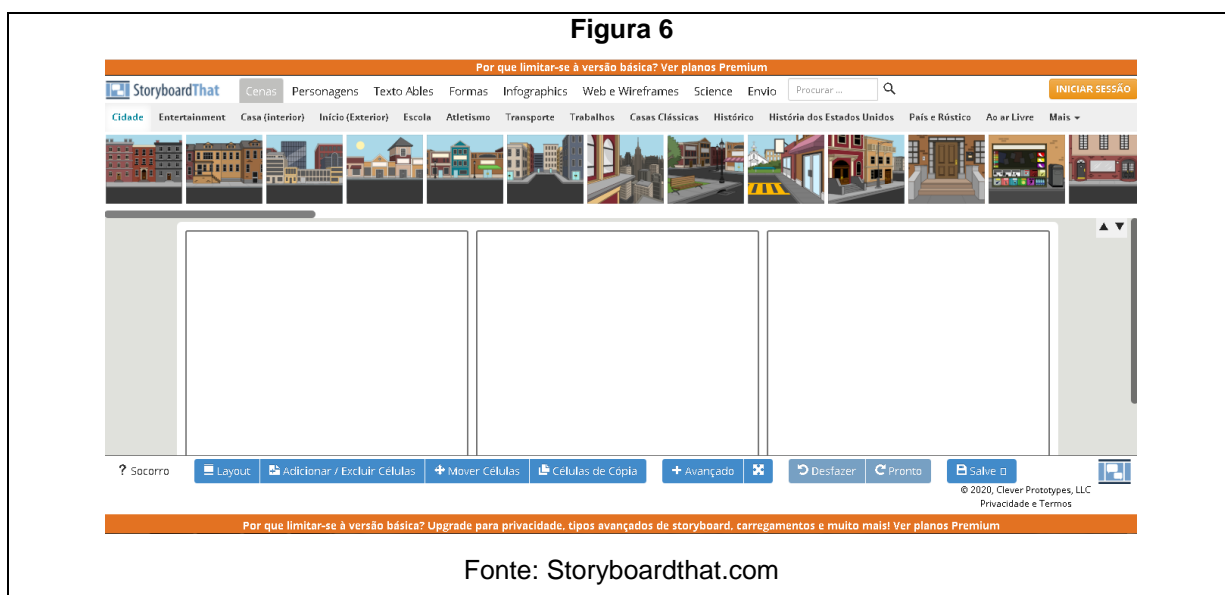 Figura 6
Por que limitar-se à versão básica? Ver planos Premium
StoryboardThat Cenas Personagens Texto Ables Formas Infographics Web e Wireframes Science Envio Procurar ... INICIAR SESSÃO
Cidade Entertainment Casa (interior) Início (Exterior) Escola Atletismo Transporte Trabalhos Casas Clássicas Histórico História dos Estados Unidos País e Rústico Ao ar Livre Mais
? Socorro Layout Adicionar / Excluir Células Mover Células Células de Cópia + Avançado Desfazer Pronto Salve
© 2020, Clever Prototypes, LLC
Privacidade e Termos
Por que limitar-se à versão básica? Upgrade para privacidade, tipos avançados de storyboard, carregamentos e muito mais! Ver planos Premium
Fonte: Storyboardthat.com